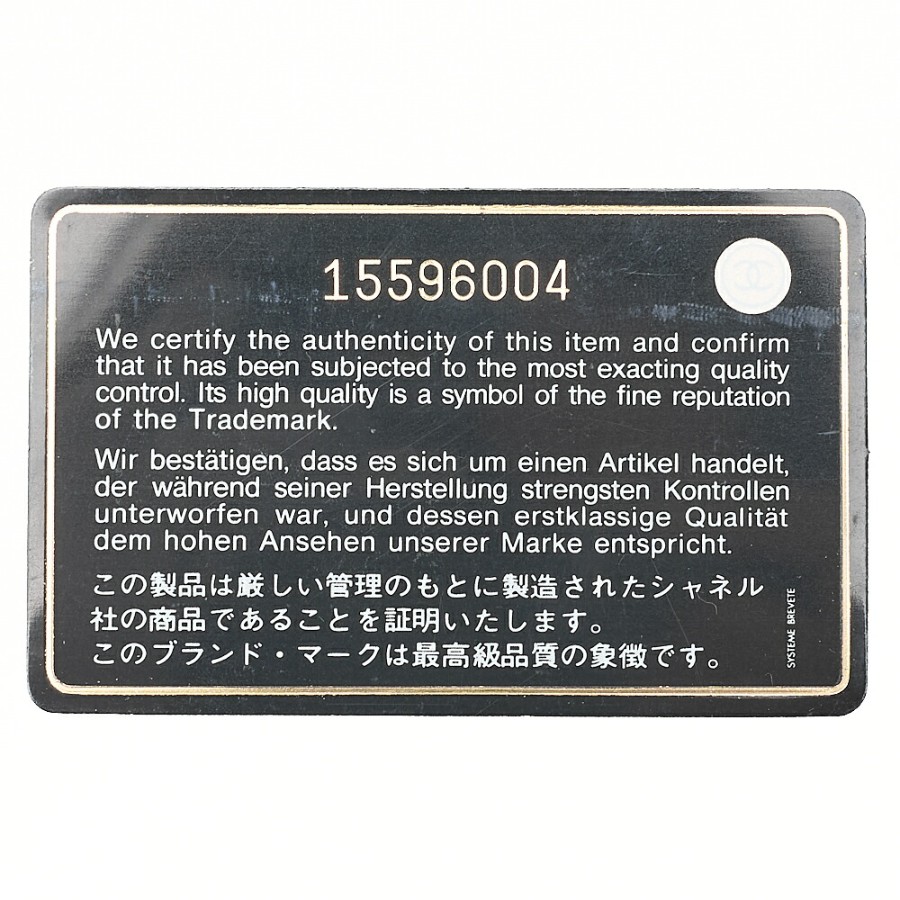 15596004
We certify the authenticity of this item and confirm
that it has been subjected to the most exacting quality
control. Its high quality is a symbol of the fine reputation
of the Trademark.
Wir bestätigen, dass es sich um einen Artikel handelt,
der während seiner Herstellung strengsten Kontrollen
unterworfen war, und dessen erstklassige Qualität
dem hohen Ansehen unserer Marke entspricht.
この製品は厳しい管理のもとに製造されたシャネル
社の商品であることを証明いたします。
このブランド・マークは最高級品質の象徴です。
SYSTEME BREVETE